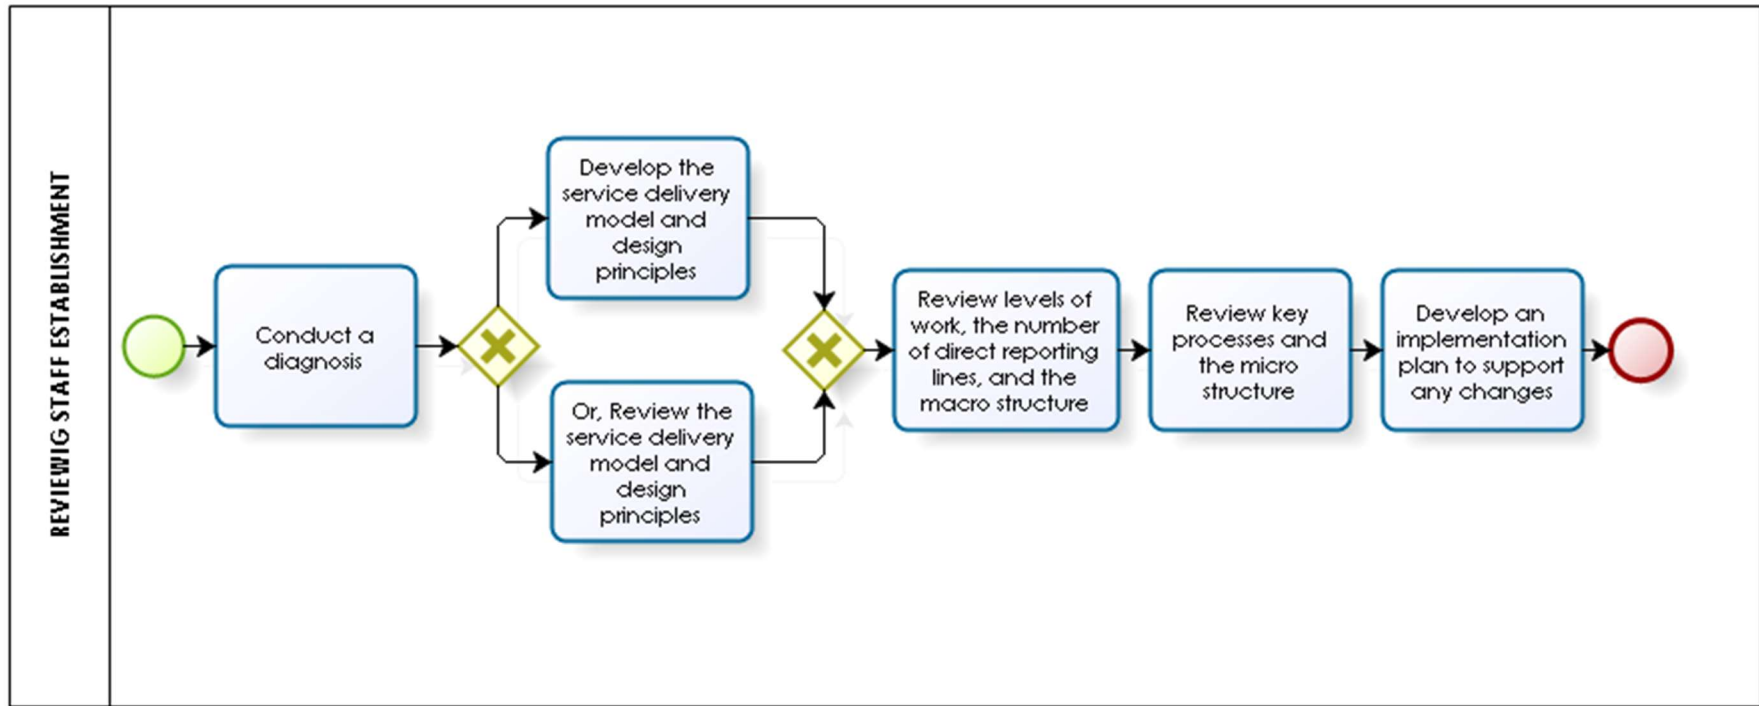 REVIEWIG STAFF ESTABLISHMENT
Conduct a
diagnosis
Develop the
service delivery
model and
design
principles
Or, Review the
service delivery
model and
design
principles
Review levels of
work, the number
of direct reporting
lines, and the
macro structure
Review key
processes and
the micro
structure
Develop an
implementation
plan to support
any changes